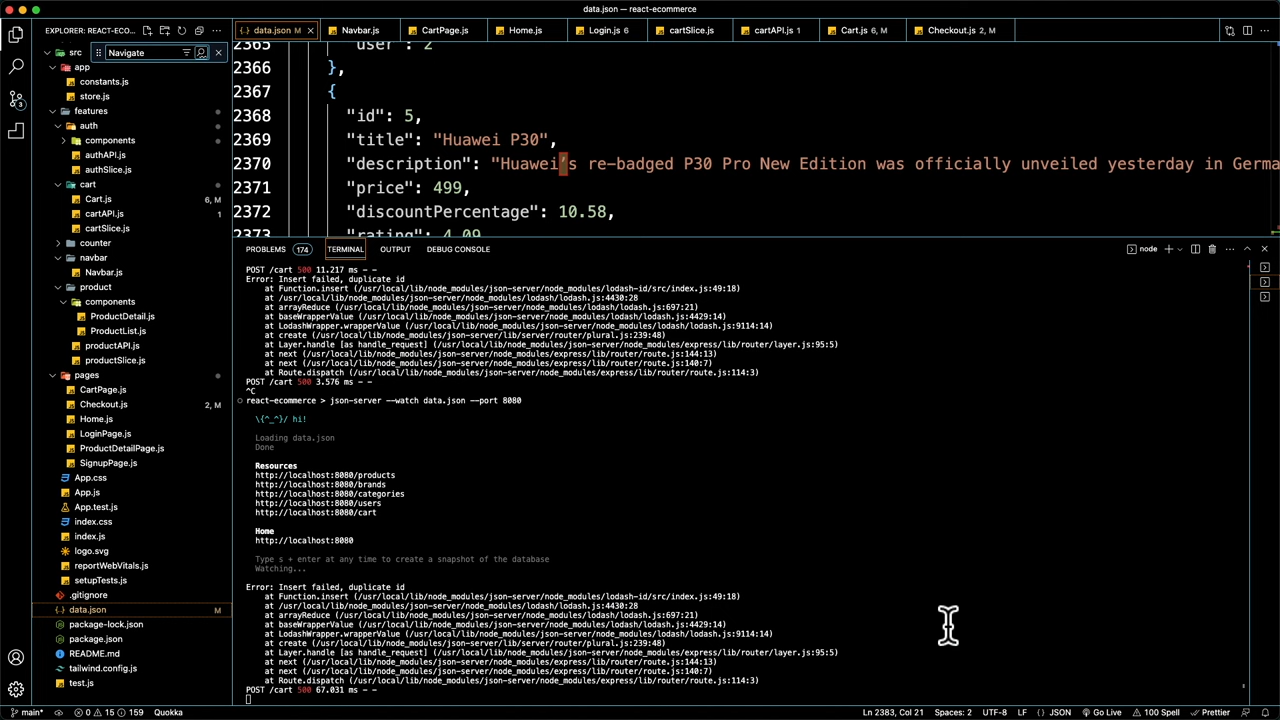 data.json — react-ecommerce
EXPLORER: REACT-ECOM...
data.json M
Navbar.js
CartPage.js
Home.js
Login.js 6
cartSlice.js
cartAPI.js 1
Cart.js 6, M
Checkout.js 2, M
src
Navigate
app
constants.js
store.js
features
auth
components
authAPI.js
authSlice.js
cart
Cart.js 6, M
cartAPI.js 1
cartSlice.js
counter
navbar
Navbar.js
product
components
ProductDetail.js
ProductList.js
productAPI.js
productSlice.js
pages
CartPage.js
Checkout.js 2, M
Home.js
LoginPage.js
ProductDetailPage.js
SignupPage.js
App.css
App.js
App.test.js
index.css
index.js
logo.svg
reportWebVitals.js
setupTests.js
.gitignore
data.json M
package-lock.json
package.json
README.md
tailwind.config.js
test.js
2365 "user": 2
2366 },
2367 {
2368 "id": 5,
2369 "title": "Huawei P30",
2370 "description": "Huawei’s re-badged P30 Pro New Edition was officially unveiled yesterday in Germa
2371 "price": 499,
2372 "discountPercentage": 10.58,
2373 "rating": 4.09
PROBLEMS 174 TERMINAL OUTPUT DEBUG CONSOLE
node
POST /cart 500 11.217 ms - -
Error: Insert failed, duplicate id
at Function.insert (/usr/local/lib/node_modules/json-server/node_modules/lodash-id/src/index.js:49:18)
at /usr/local/lib/node_modules/json-server/node_modules/lodash/lodash.js:4430:28
at arrayReduce (/usr/local/lib/node_modules/json-server/node_modules/lodash/lodash.js:697:21)
at baseWrapperValue (/usr/local/lib/node_modules/json-server/node_modules/lodash/lodash.js:4429:14)
at LodashWrapper.wrapperValue (/usr/local/lib/node_modules/json-server/node_modules/lodash/lodash.js:9114:14)
at create (/usr/local/lib/node_modules/json-server/lib/server/router/plural.js:239:48)
at Layer.handle [as handle_request] (/usr/local/lib/node_modules/json-server/node_modules/express/lib/router/layer.js:95:5)
at next (/usr/local/lib/node_modules/json-server/node_modules/express/lib/router/route.js:144:13)
at next (/usr/local/lib/node_modules/json-server/node_modules/express/lib/router/route.js:140:7)
at Route.dispatch (/usr/local/lib/node_modules/json-server/node_modules/express/lib/router/route.js:114:3)
POST /cart 500 3.576 ms - -
^C
react-ecommerce > json-server --watch data.json --port 8080
\{^_^}/ hi!
Loading data.json
Done
Resources
http://localhost:8080/products
http://localhost:8080/brands
http://localhost:8080/categories
http://localhost:8080/users
http://localhost:8080/cart
Home
http://localhost:8080
Type s + enter at any time to create a snapshot of the database
Watching...
Error: Insert failed, duplicate id
at Function.insert (/usr/local/lib/node_modules/json-server/node_modules/lodash-id/src/index.js:49:18)
at /usr/local/lib/node_modules/json-server/node_modules/lodash/lodash.js:4430:28
at arrayReduce (/usr/local/lib/node_modules/json-server/node_modules/lodash/lodash.js:697:21)
at baseWrapperValue (/usr/local/lib/node_modules/json-server/node_modules/lodash/lodash.js:4429:14)
at LodashWrapper.wrapperValue (/usr/local/lib/node_modules/json-server/node_modules/lodash/lodash.js:9114:14)
at create (/usr/local/lib/node_modules/json-server/lib/server/router/plural.js:239:48)
at Layer.handle [as handle_request] (/usr/local/lib/node_modules/json-server/node_modules/express/lib/router/layer.js:95:5)
at next (/usr/local/lib/node_modules/json-server/node_modules/express/lib/router/route.js:144:13)
at next (/usr/local/lib/node_modules/json-server/node_modules/express/lib/router/route.js:140:7)
at Route.dispatch (/usr/local/lib/node_modules/json-server/node_modules/express/lib/router/route.js:114:3)
POST /cart 500 67.031 ms - -
main* 0 15 159 Quokka
Ln 2383, Col 21 Spaces: 2 UTF-8 LF {} JSON Go Live 100 Spell Prettier